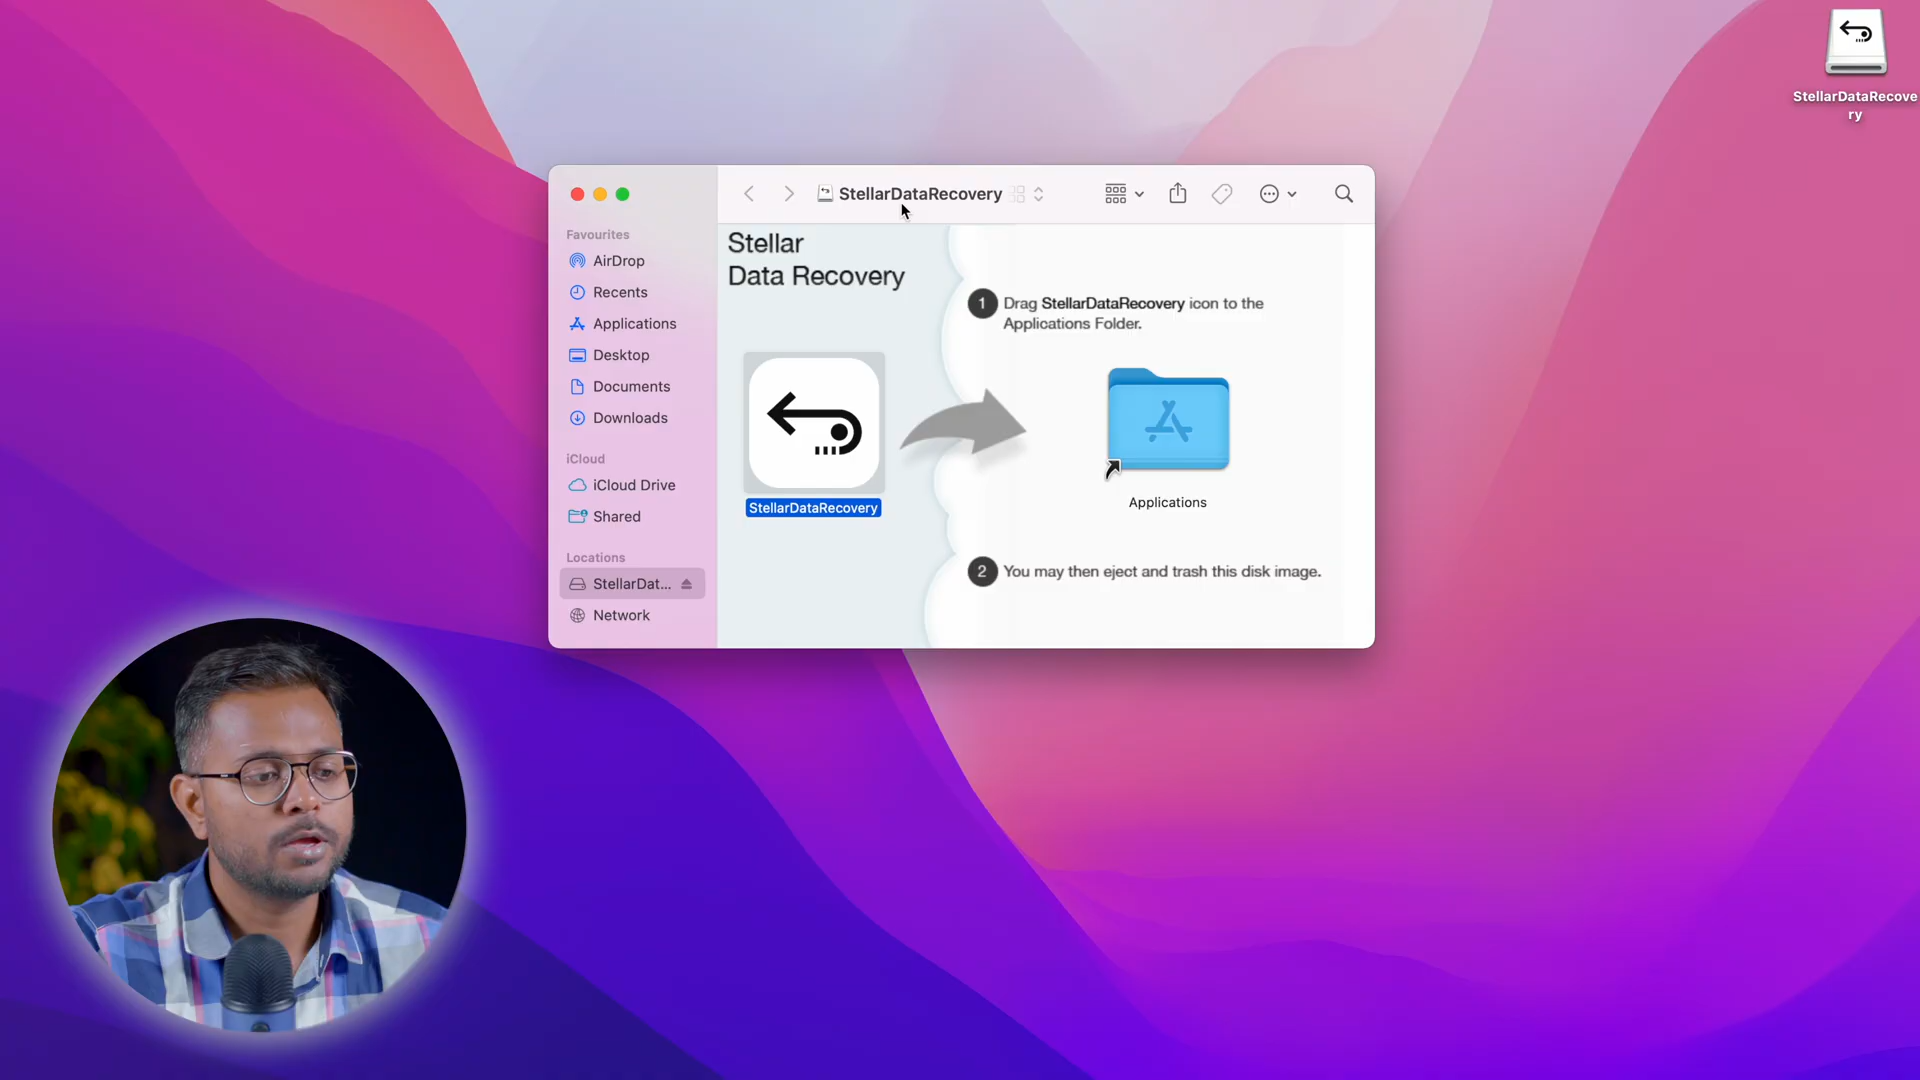 StellarDataRecove
ry
StellarDataRecovery
Favourites
AirDrop
Recents
Applications
Desktop
Documents
Downloads
iCloud
iCloud Drive
Shared
Locations
StellarDat...
Network
Stellar
Data Recovery
1 Drag StellarDataRecovery icon to the
Applications Folder.
StellarDataRecovery
Applications
2 You may then eject and trash this disk image.